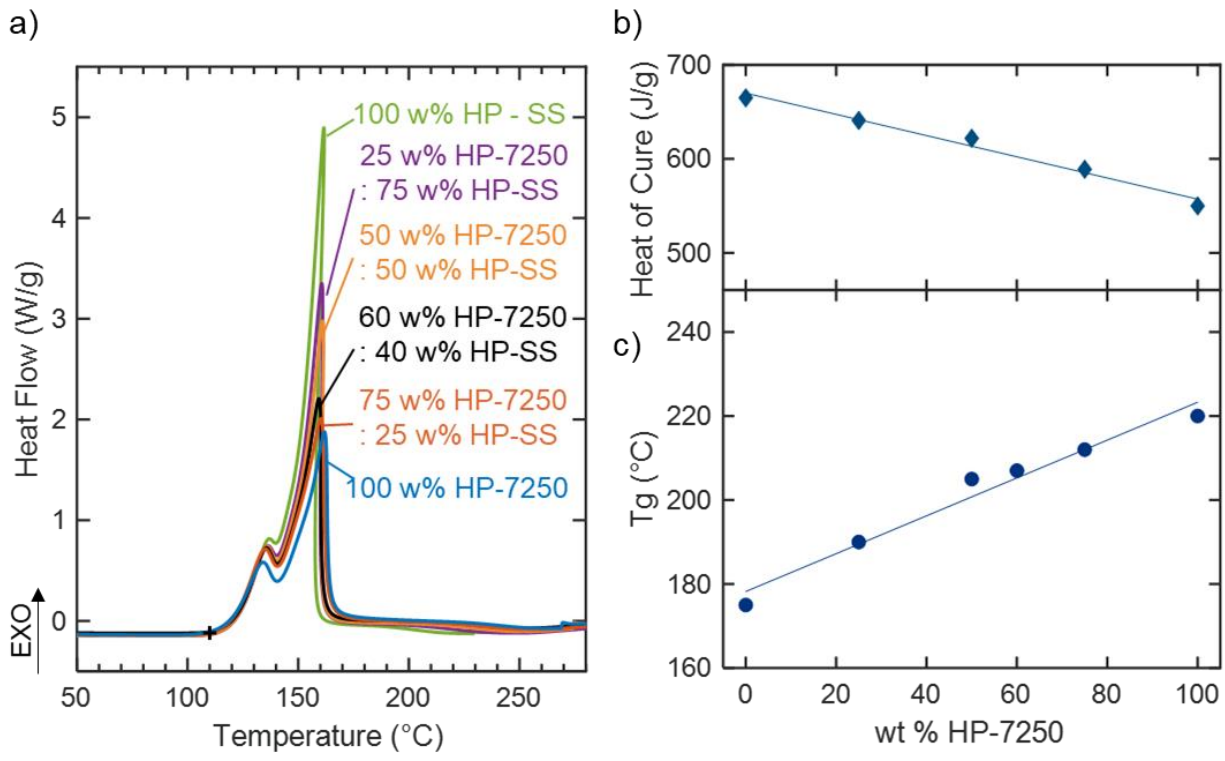 a)
Heat Flow (W/g)
5
4
3
2
1
0
EXO
50
100
150
200
250
Temperature (°C)
100 w% HP - SS
25 w% HP-7250
: 75 w% HP-SS
50 w% HP-7250
: 50 w% HP-SS
60 w% HP-7250
: 40 w% HP-SS
75 w% HP-7250
: 25 w% HP-SS
100 w% HP-7250
b)
Heat of Cure (J/g)
700
600
500
c)
Tg (°C)
240
220
200
180
160
0
20
40
60
80
100
wt % HP-7250